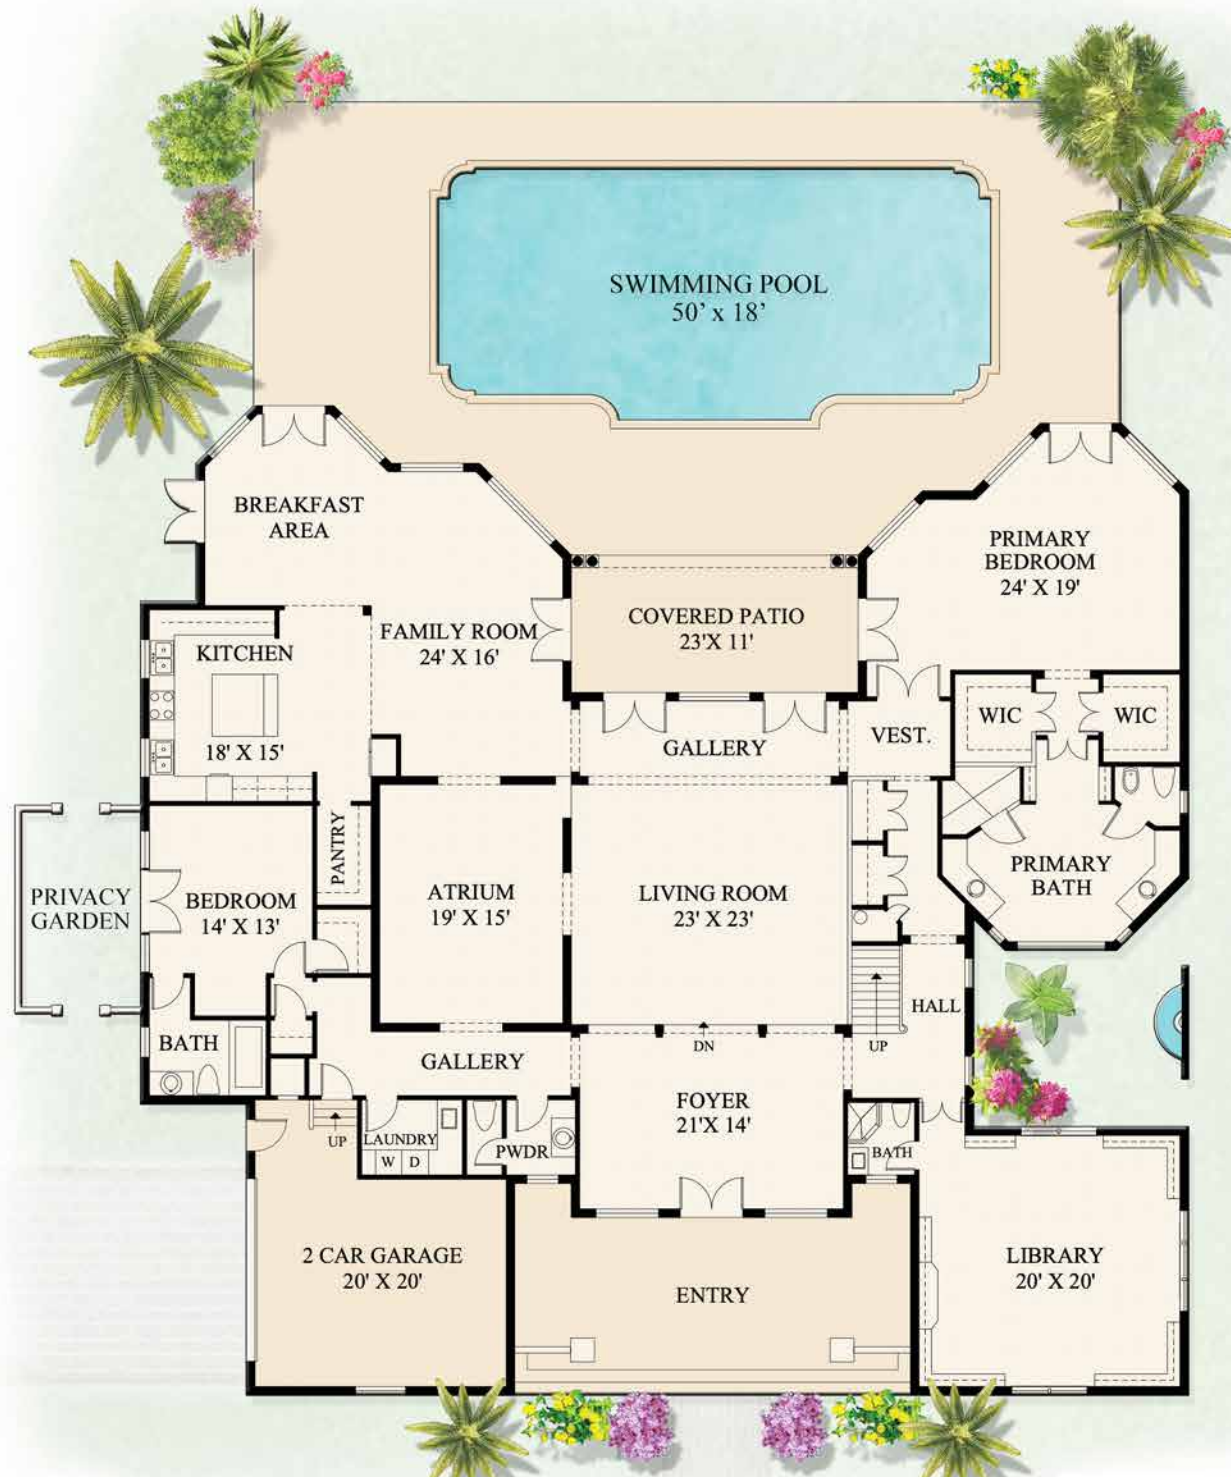 SWIMMING POOL
50’ x 18’
BREAKFAST
AREA
PRIMARY
BEDROOM
24' X 19'
COVERED PATIO
23'X 11'
FAMILY ROOM
24' X 16'
KITCHEN
18' X 15'
WIC
WIC
VEST.
GALLERY
PANTRY
PRIMARY
BATH
PRIVACY
GARDEN
BEDROOM
14' X 13'
ATRIUM
19' X 15'
LIVING ROOM
23' X 23'
HALL
BATH
DN
UP
GALLERY
FOYER
21'X 14'
UP
LAUNDRY
W D
PWDR
BATH
2 CAR GARAGE
20' X 20'
ENTRY
LIBRARY
20' X 20'